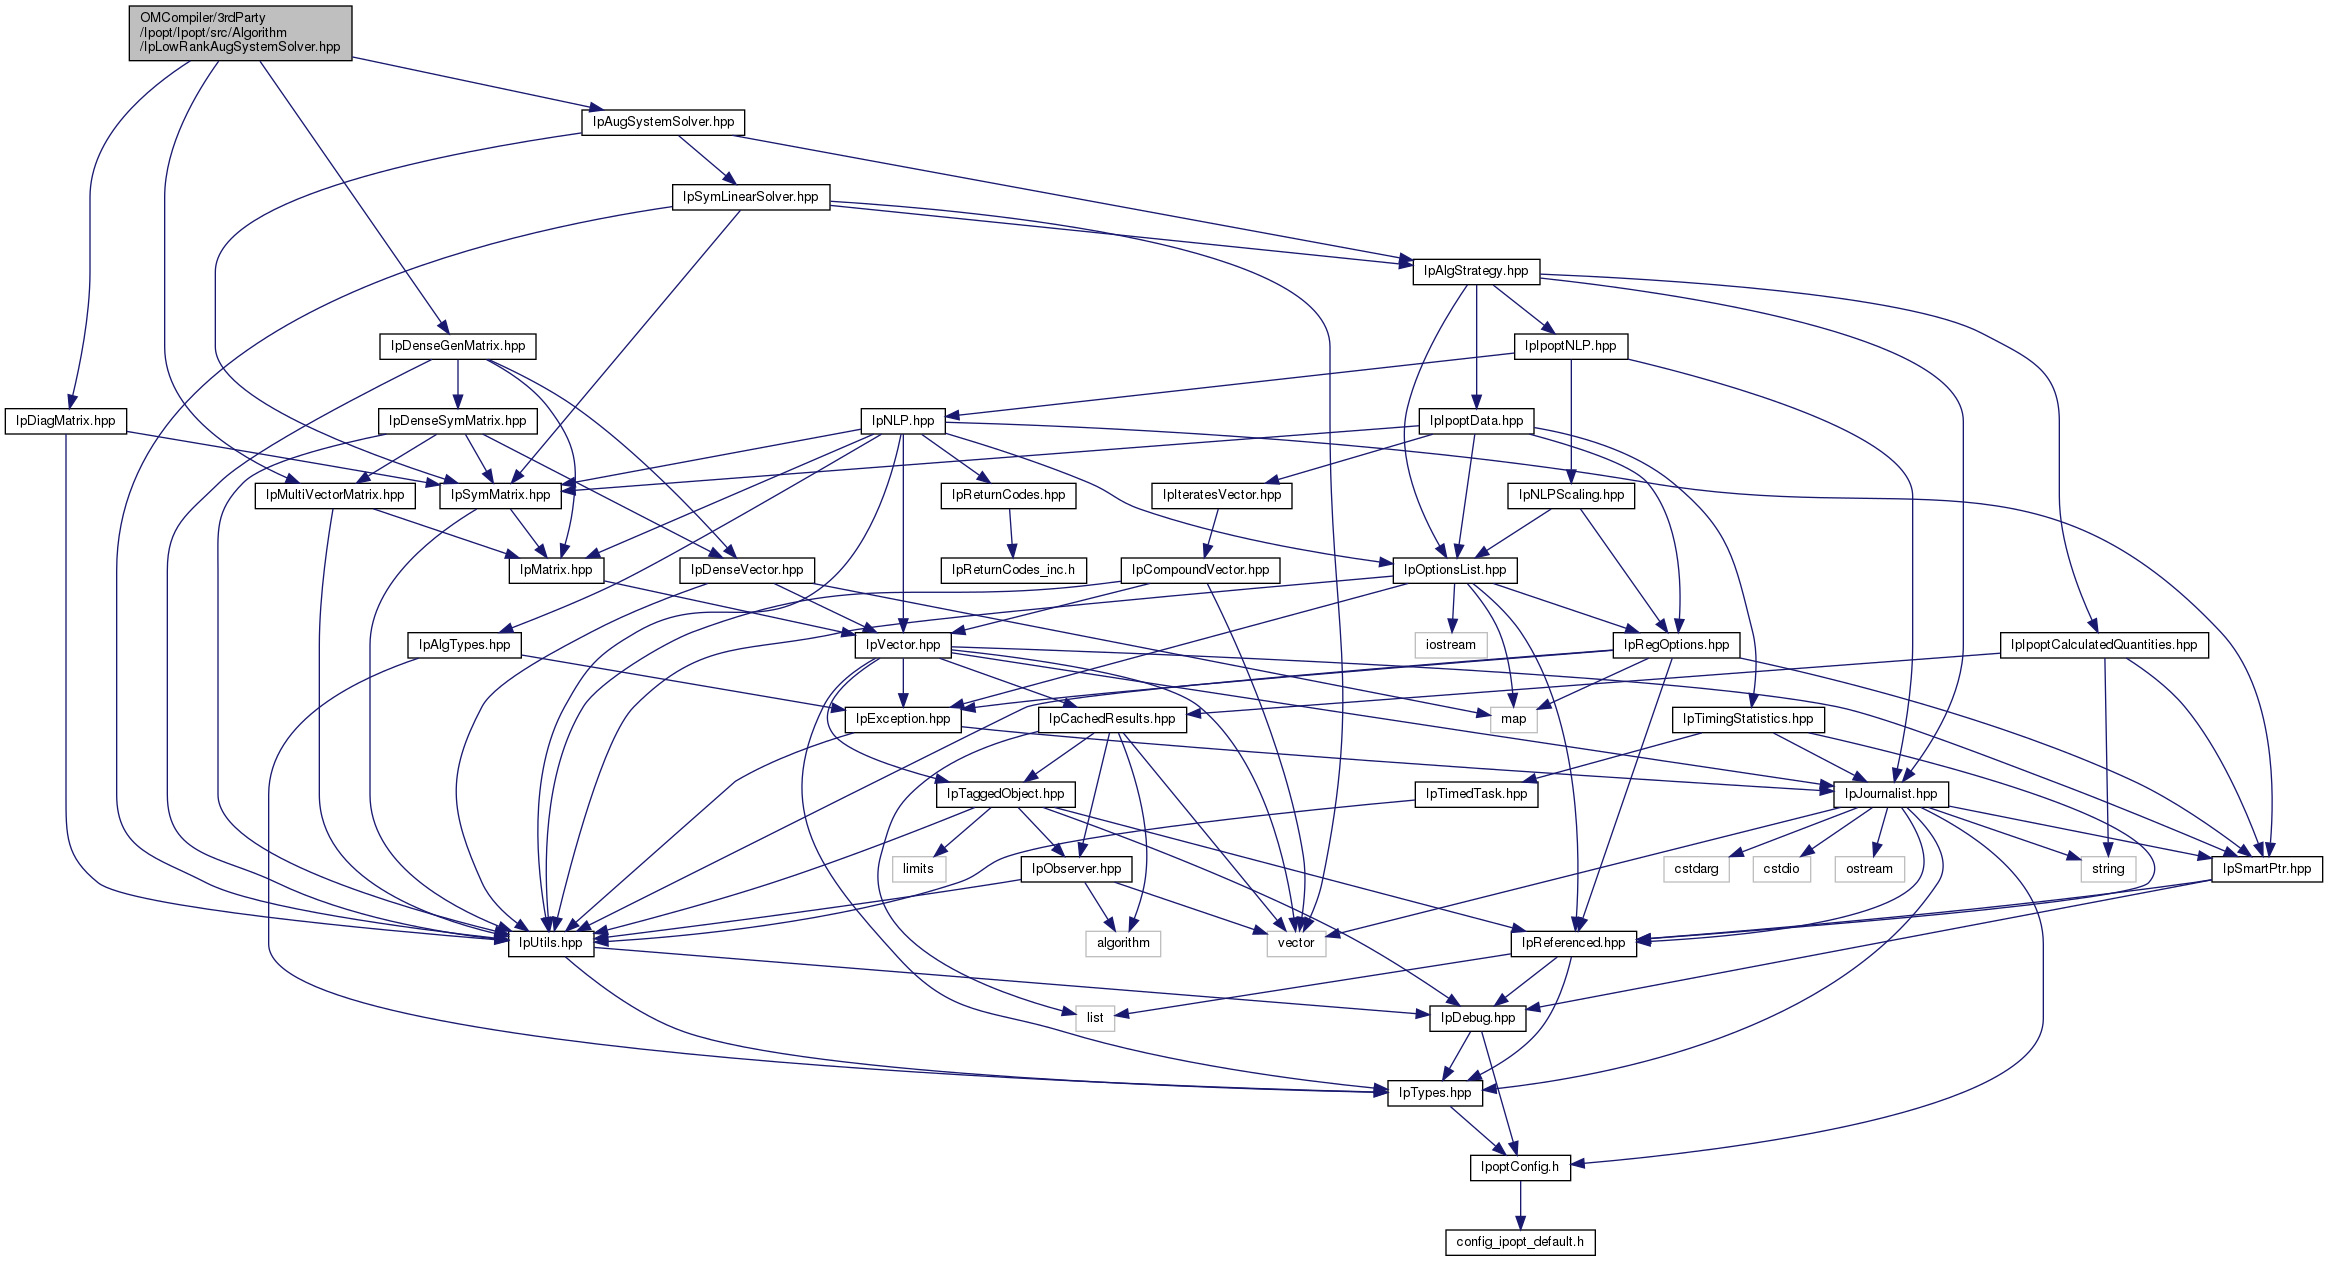 OMCompiler/3rdParty
/Ipopt/Ipopt/src/Algorithm
/IpLowRankAugSystemSolver.hpp
IpAugSystemSolver.hpp
IpSymLinearSolver.hpp
IpAlgStrategy.hpp
IpDenseGenMatrix.hpp
IpIpoptNLP.hpp
IpDiagMatrix.hpp
IpDenseSymMatrix.hpp
IpNLP.hpp
IpIpoptData.hpp
IpMultiVectorMatrix.hpp
IpSymMatrix.hpp
IpReturnCodes.hpp
IpIteratesVector.hpp
IpNLPScaling.hpp
IpMatrix.hpp
IpDenseVector.hpp
IpReturnCodes_inc.h
IpCompoundVector.hpp
IpOptionsList.hpp
IpAlgTypes.hpp
IpVector.hpp
iostream
IpRegOptions.hpp
IpIpoptCalculatedQuantities.hpp
IpException.hpp
IpCachedResults.hpp
map
IpTimingStatistics.hpp
IpTaggedObject.hpp
IpTimedTask.hpp
IpJournalist.hpp
limits
IpObserver.hpp
cstdarg
cstdio
ostream
string
IpSmartPtr.hpp
IpUtils.hpp
algorithm
vector
IpReferenced.hpp
list
IpDebug.hpp
IpTypes.hpp
IpoptConfig.h
config_ipopt_default.h